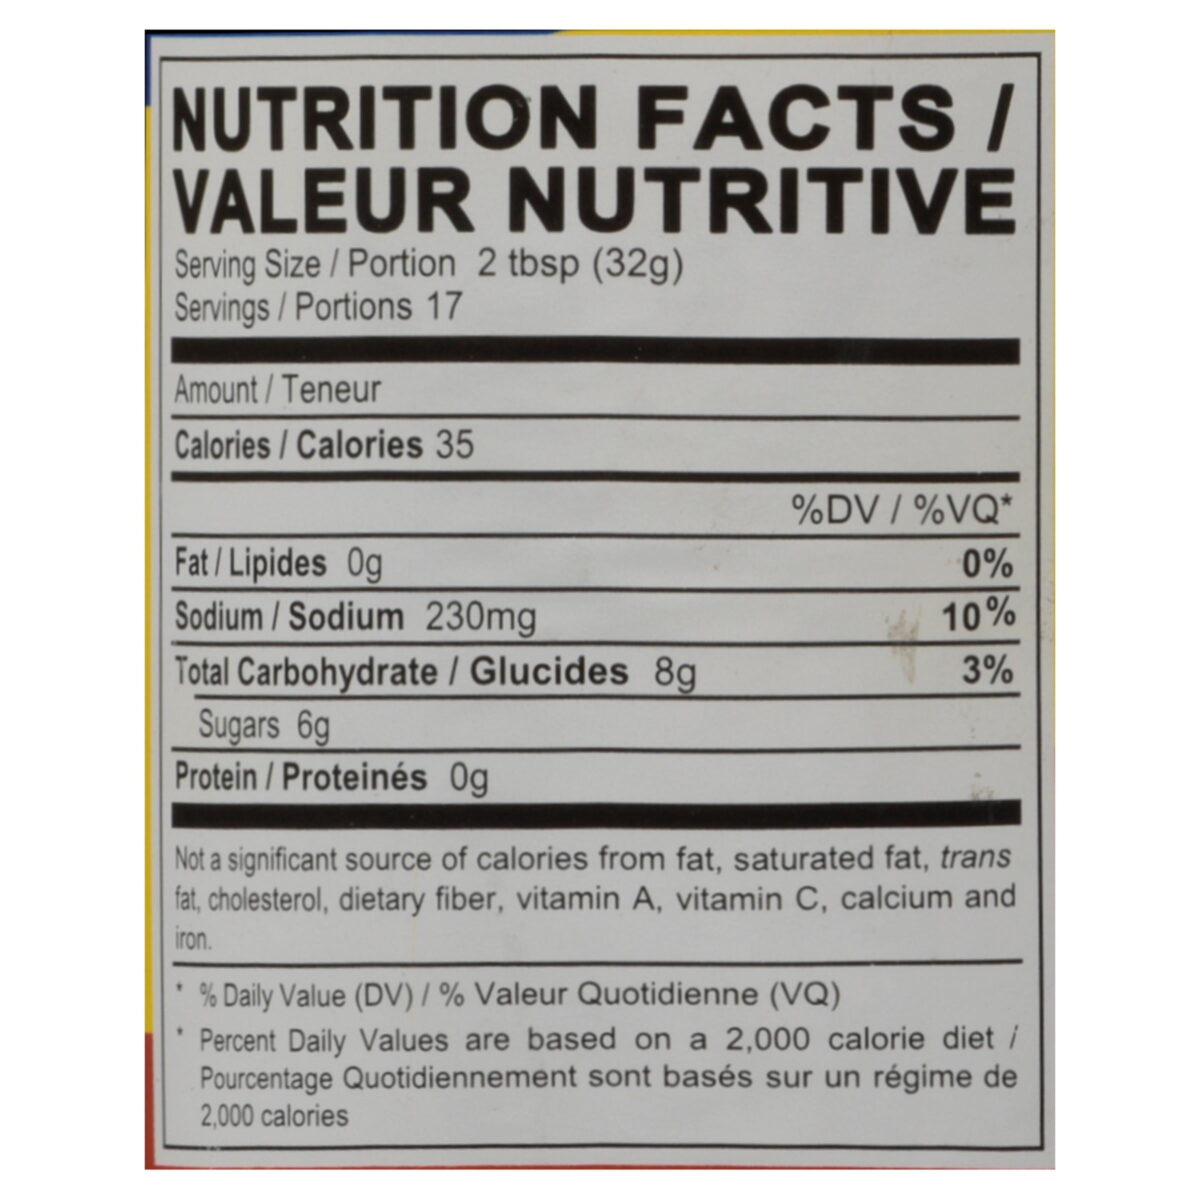 NUTRITION FACTS /
VALEUR NUTRITIVE
Serving Size / Portion 2 tbsp (32g)
Servings / Portions 17
Amount / Teneur
Calories / Calories 35
%DV / %VQ*
Fat / Lipides 0g 0%
Sodium / Sodium 230mg 10%
Total Carbohydrate / Glucides 8g 3%
Sugars 6g
Protein / Proteinés 0g
Not a significant source of calories from fat, saturated fat, trans
fat, cholesterol, dietary fiber, vitamin A, vitamin C, calcium and
iron.
* % Daily Value (DV) / % Valeur Quotidienne (VQ)
* Percent Daily Values are based on a 2,000 calorie diet /
Pourcentage Quotidiennement sont basés sur un régime de
2,000 calories